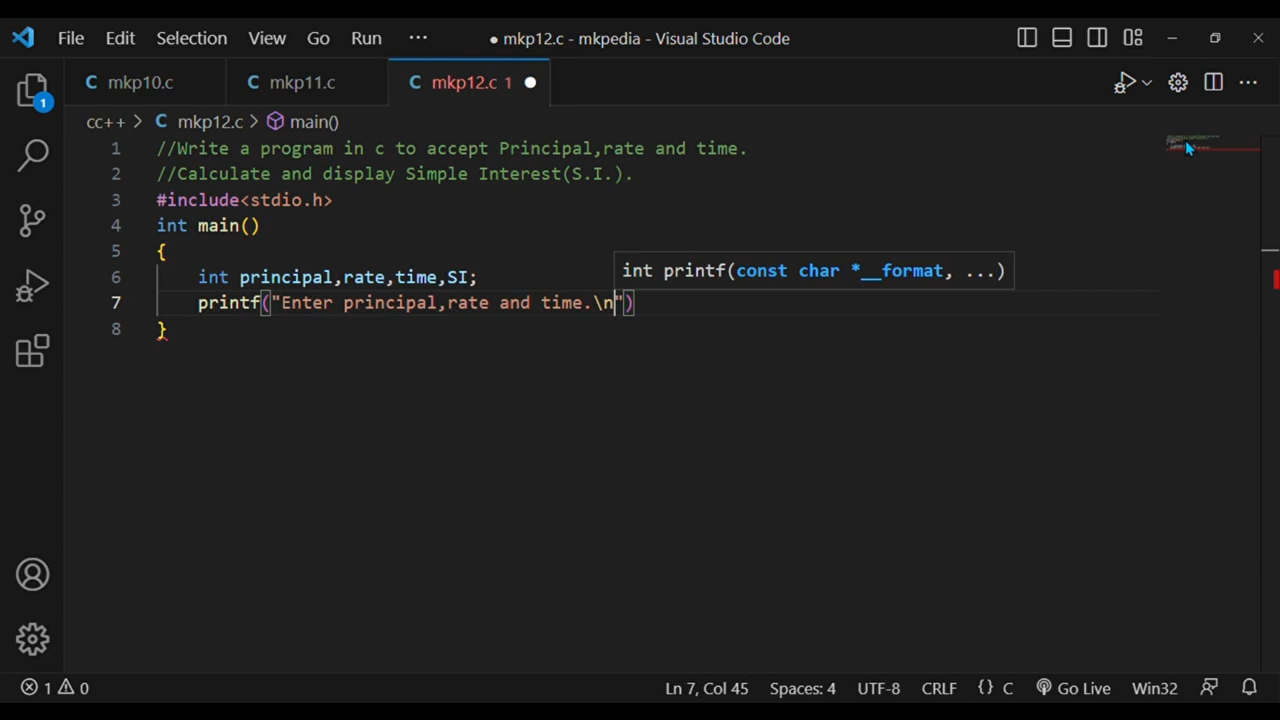 File Edit Selection View Go Run ··· ● mkp12.c - mkpedia - Visual Studio Code
C mkp10.c C mkp11.c C mkp12.c 1 ●
cc++ > C mkp12.c > main()
1 //Write a program in c to accept Principal,rate and time.
2 //Calculate and display Simple Interest(S.I.).
3 #include<stdio.h>
4 int main()
5 {
int printf(const char *__format, ...)
6 int principal,rate,time,SI;
7 printf("Enter principal,rate and time.\n")
8 }
1
1 0 Ln 7, Col 45 Spaces: 4 UTF-8 CRLF {} C Go Live Win32